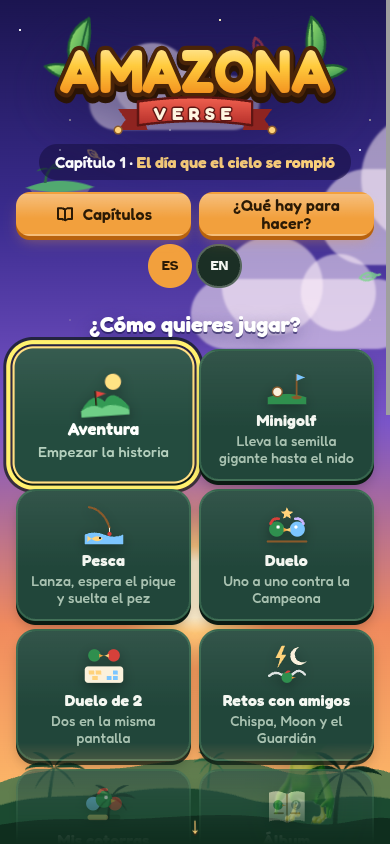 AMAZONA
VERSE
Capítulo 1 · El día que el cielo se rompió
Capítulos
¿Qué hay para
hacer?
ES
EN
¿Cómo quieres jugar?
Aventura
Empezar la historia
Minigolf
Lleva la semilla
gigante hasta el nido
Pesca
Lanza, espera el pique
y suelta el pez
Duelo
Uno a uno contra la
Campeona
Duelo de 2
Dos en la misma
pantalla
Retos con amigos
Chispa, Moon y el
Guardián
↓